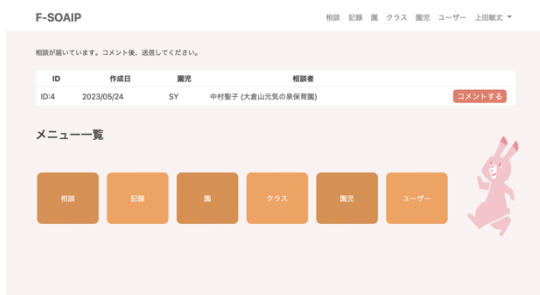 F-SOAIP
相談 記録 園 クラス 園児 ユーザー 上田敏丈
相談が届いています。コメント後、送信してください。
ID 作成日 園児 相談者
ID:4 2023/05/24 SY 中村聖子 (大倉山元気の泉保育園) コメントする
メニュー一覧
相談 記録 園 クラス 園児 ユーザー